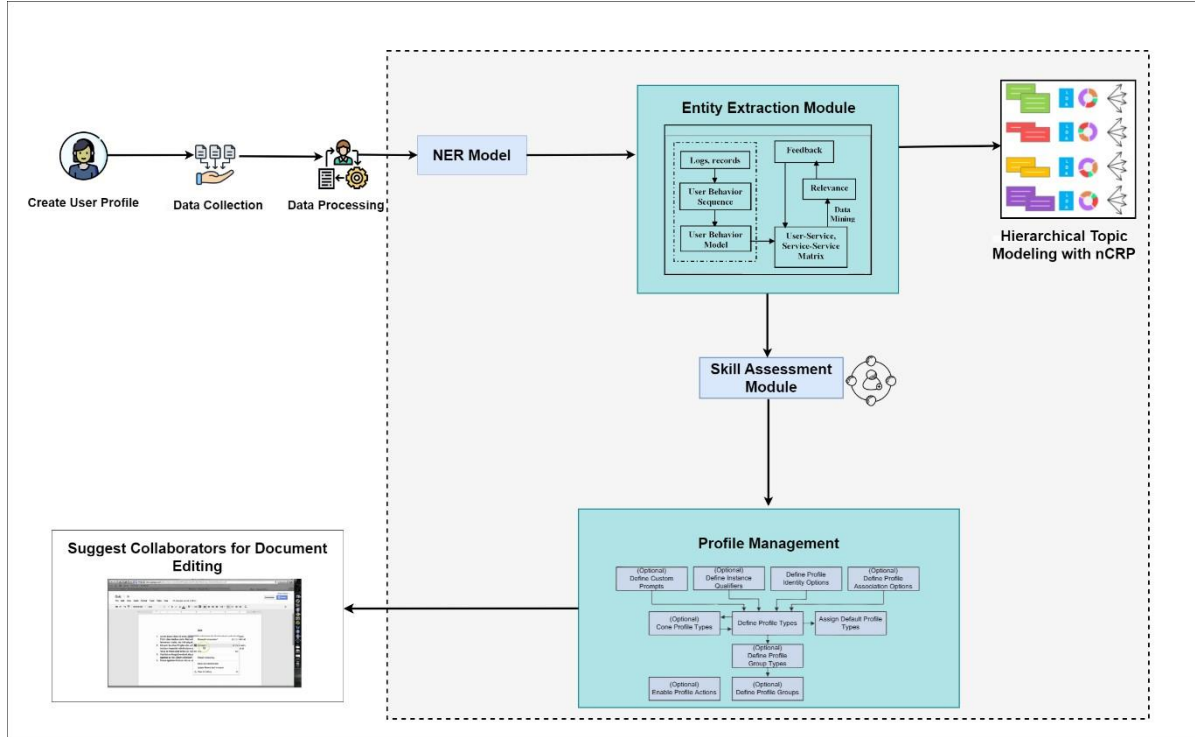 Create User Profile
Data Collection
Data Processing
NER Model
Entity Extraction Module
Logs, records
User Behavior
Sequence
User Behavior
Model
Feedback
Relevance
Data
Mining
User-Service,
Service-Service
Matrix
Hierarchical Topic
Modeling with nCRP
Skill Assessment
Module
Profile Management
(Optional)
Define Custom
Prompts
(Optional)
Define Instance
Qualifiers
Define Profile
Identity Options
(Optional)
Define Profile
Association Options
(Optional)
Cone Profile Types
Define Profile Types
Assign Default Profile
Types
(Optional)
Define Profile
Group Types
(Optional)
Enable Profile Actions
(Optional)
Define Profile Groups
Suggest Collaborators for Document
Editing